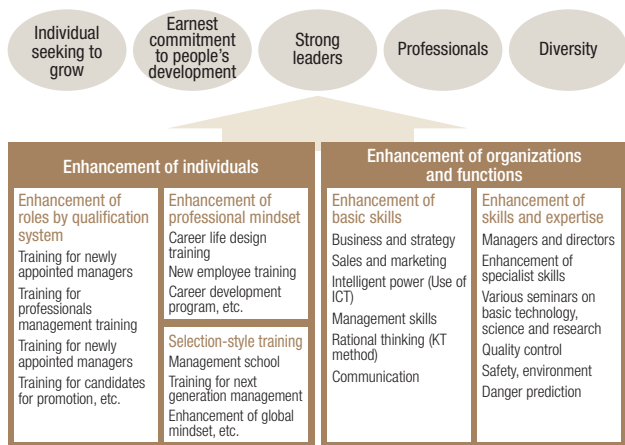 Individual
seeking to
grow
Earnest
commitment
to people's
development
Strong
leaders
Professionals
Diversity
Enhancement of individuals
Enhancement of
roles by qualification
system
Training for newly
appointed managers
Training for
professionals
management training
Training for newly
appointed managers
Training for candidates
for promotion, etc.
Enhancement of
professional mindset
Career life design
training
New employee training
Career development
program, etc.
Selection-style training
Management school
Training for next
generation management
Enhancement of global
mindset, etc.
Enhancement of organizations
and functions
Enhancement of
basic skills
Business and strategy
Sales and marketing
Intelligent power (Use of
ICT)
Management skills
Rational thinking (KT
method)
Communication
Enhancement of
skills and expertise
Managers and directors
Enhancement of
specialist skills
Various seminars on
basic technology,
science and research
Quality control
Safety, environment
Danger prediction